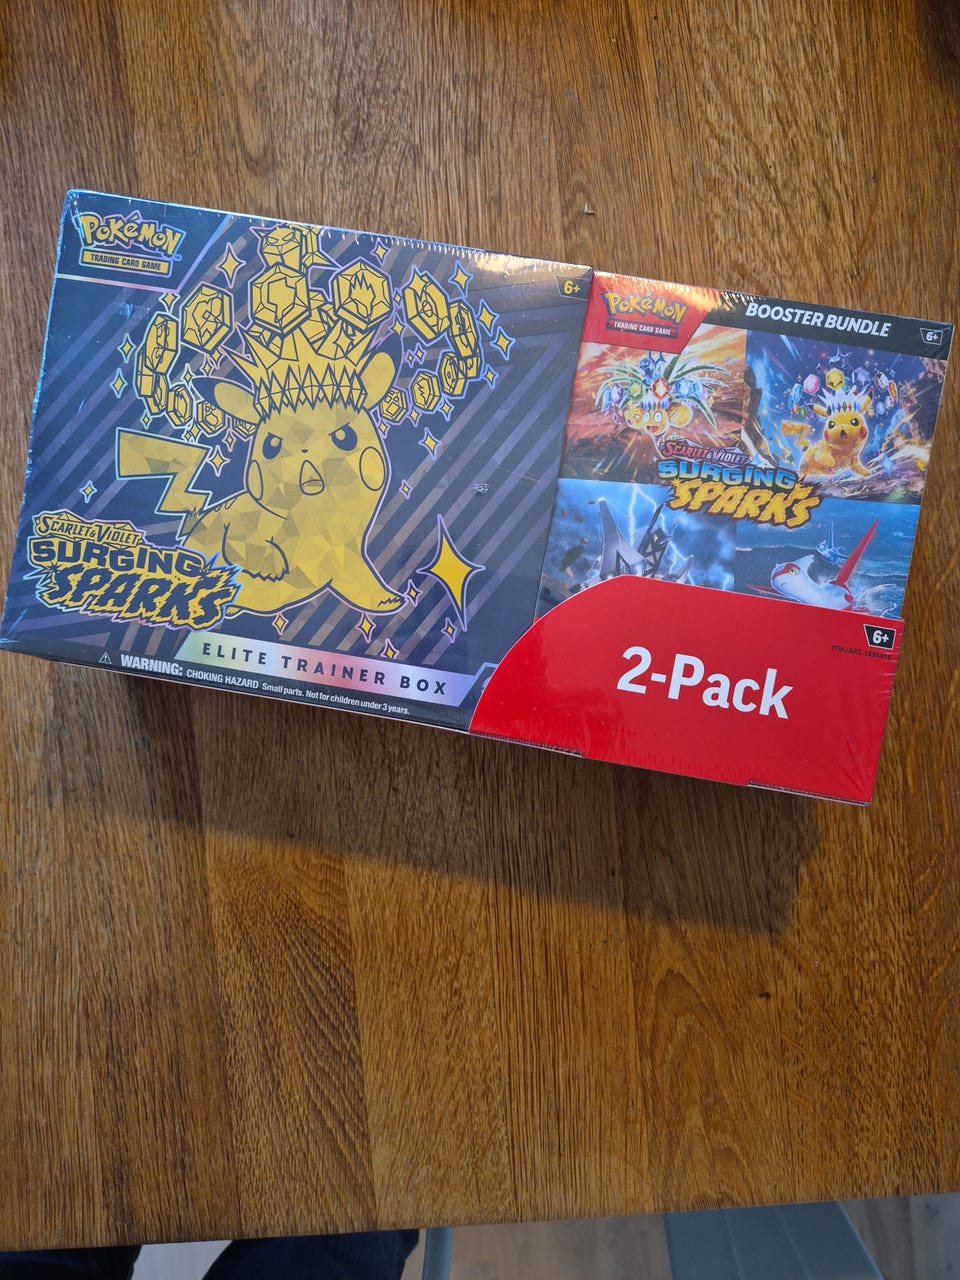 POKéMON
TRADING CARD GAME
6+
SCARLET & VIOLET
SURGING
SPARKS
ELITE TRAINER BOX
WARNING: CHOKING HAZARD Small parts. Not for children under 3 years.
POKéMON
TRADING CARD GAME
BOOSTER BUNDLE
6+
SCARLET & VIOLET
SURGING
SPARKS
6+
2-Pack